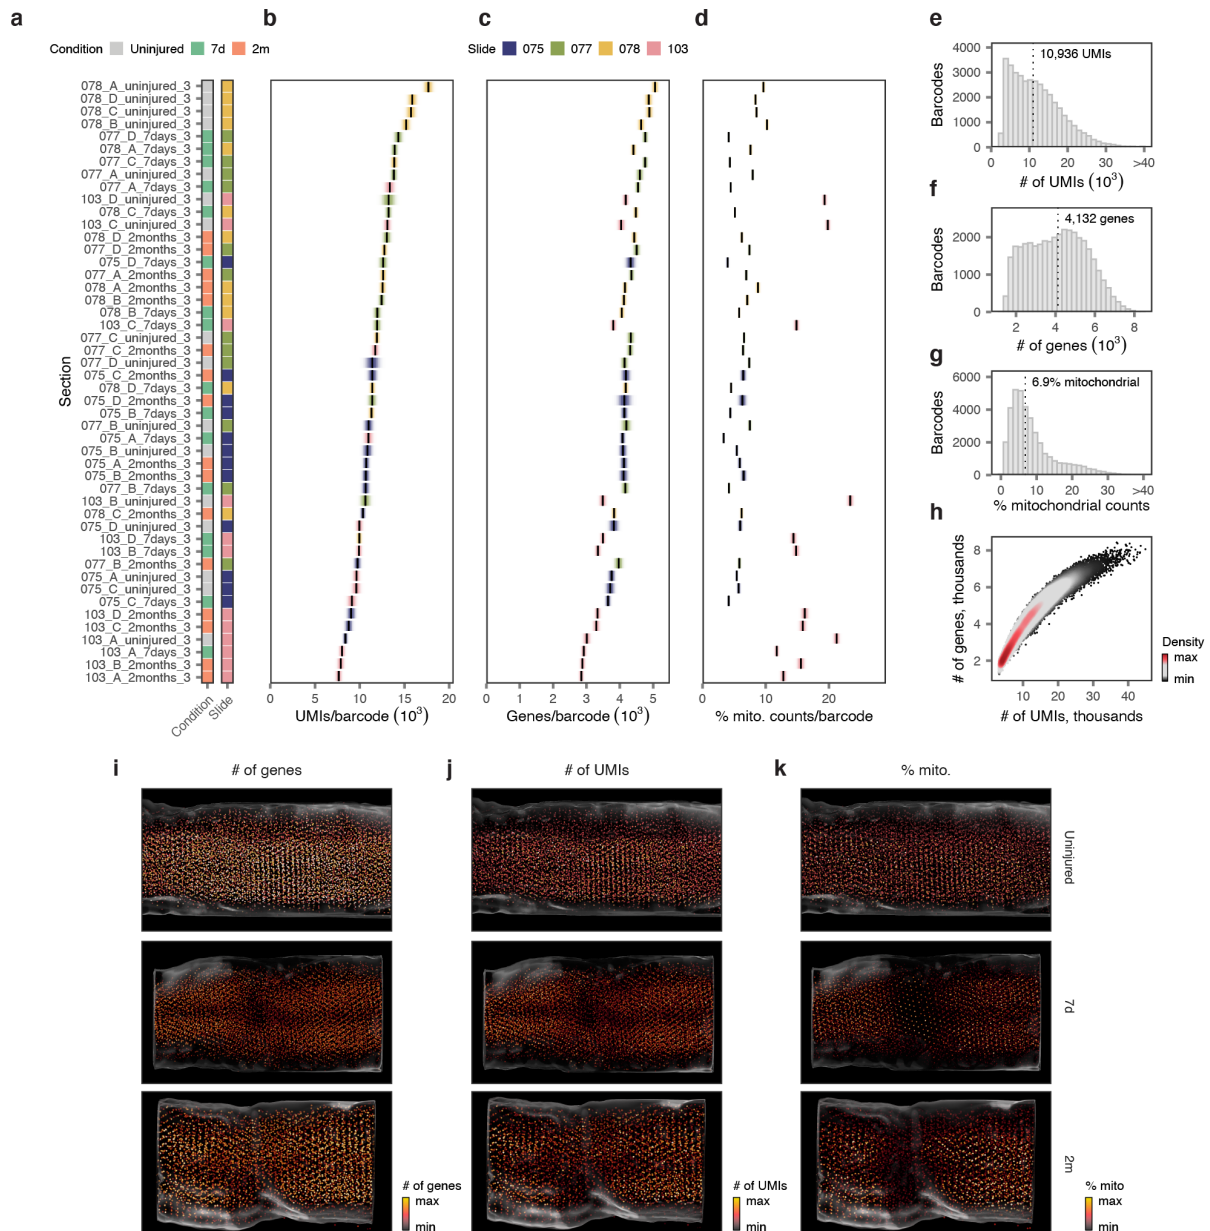 a
b
c
d
e
Condition Uninjured 7d 2m
Slide 075 077 078 103
078_A_uninjured_3
078_D_uninjured_3
078_C_uninjured_3
078_B_uninjured_3
077_D_7days_3
078_A_7days_3
077_C_7days_3
077_A_uninjured_3
077_A_7days_3
103_D_uninjured_3
078_C_7days_3
103_C_uninjured_3
078_D_2months_3
077_D_2months_3
075_D_7days_3
077_A_2months_3
078_A_2months_3
078_B_2months_3
078_B_7days_3
103_C_7days_3
077_C_uninjured_3
077_C_2months_3
077_D_uninjured_3
075_C_2months_3
078_D_7days_3
075_D_2months_3
075_B_7days_3
077_B_uninjured_3
075_A_7days_3
075_B_uninjured_3
075_A_2months_3
075_B_2months_3
077_B_7days_3
103_B_uninjured_3
078_C_2months_3
075_D_uninjured_3
103_D_7days_3
103_B_7days_3
077_B_2months_3
075_A_uninjured_3
075_C_uninjured_3
075_C_7days_3
103_D_2months_3
103_C_2months_3
103_A_uninjured_3
103_A_7days_3
103_B_2months_3
103_A_2months_3
Section
Condition
Slide
0 5 10 15 20
UMIs/barcode (10³)
0 1 2 3 4 5
Genes/barcode (10³)
0 10 20
% mito. counts/barcode
10,936 UMIs
4000
3000
2000
1000
0
Barcodes
0 10 20 30 >40
# of UMIs (10³)
f
4,132 genes
2000
1000
0
Barcodes
2 4 6 8
# of genes (10³)
g
6.9% mitochondrial
6000
4000
2000
0
Barcodes
0 10 20 30 >40
% mitochondrial counts
h
8
6
4
2
# of genes, thousands
10 20 30 40
# of UMIs, thousands
Density
max
min
i
# of genes
j
# of UMIs
k
% mito.
Uninjured
7d
2m
# of genes
max
min
# of UMIs
max
min
% mito
max
min